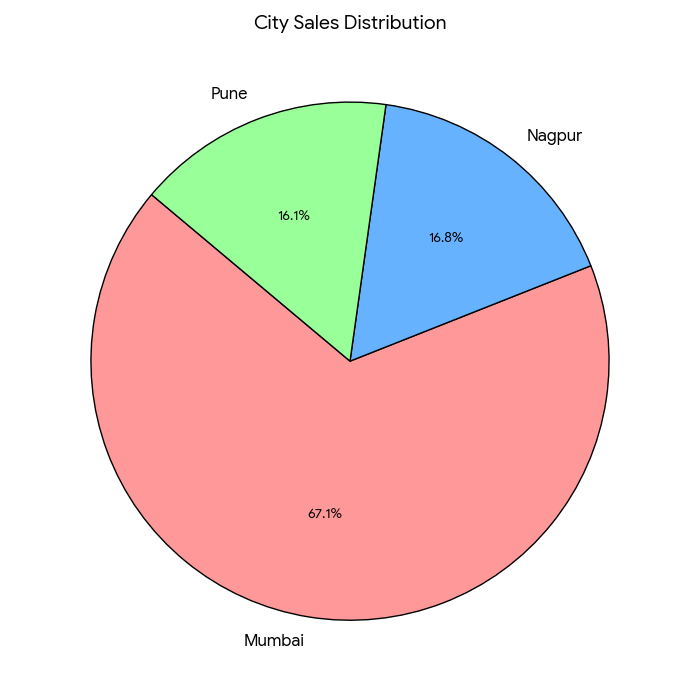 City Sales Distribution
Pune
Nagpur
16.1%
16.8%
67.1%
Mumbai